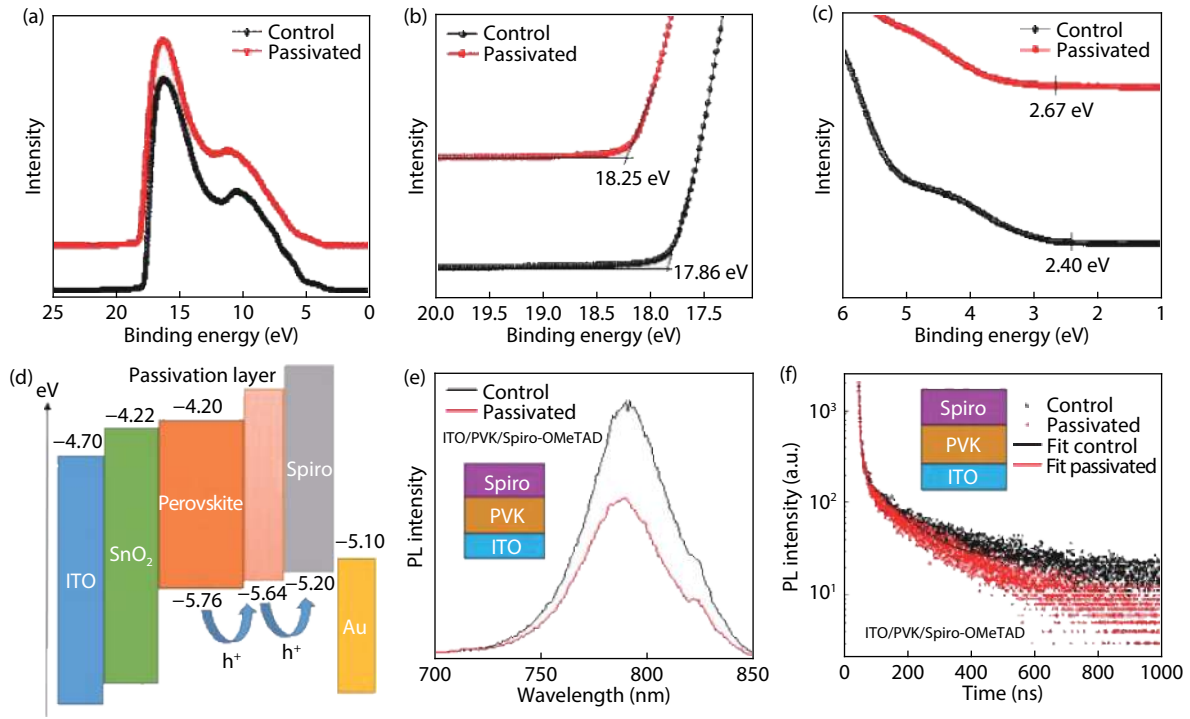 (a)
Control
Passivated
Intensity
25 20 15 10 5 0
Binding energy (eV)
(b)
Control
Passivated
Intensity
18.25 eV
17.86 eV
20.0 19.5 19.0 18.5 18.0 17.5
Binding energy (eV)
(c)
Control
Passivated
Intensity
2.67 eV
2.40 eV
6 5 4 3 2 1
Binding energy (eV)
(d)
eV
Passivation layer
−4.70
−4.22
−4.20
ITO
SnO2
Perovskite
Spiro
Au
−5.10
−5.76
−5.64
−5.20
h+
h+
(e)
Control
Passivated
ITO/PVK/Spiro-OMeTAD
Spiro
PVK
ITO
PL intensity
700 750 800 850
Wavelength (nm)
(f)
Spiro
PVK
ITO
Control
Passivated
Fit control
Fit passivated
PL intensity (a.u.)
10³
10²
10¹
ITO/PVK/Spiro-OMeTAD
0 200 400 600 800 1000
Time (ns)